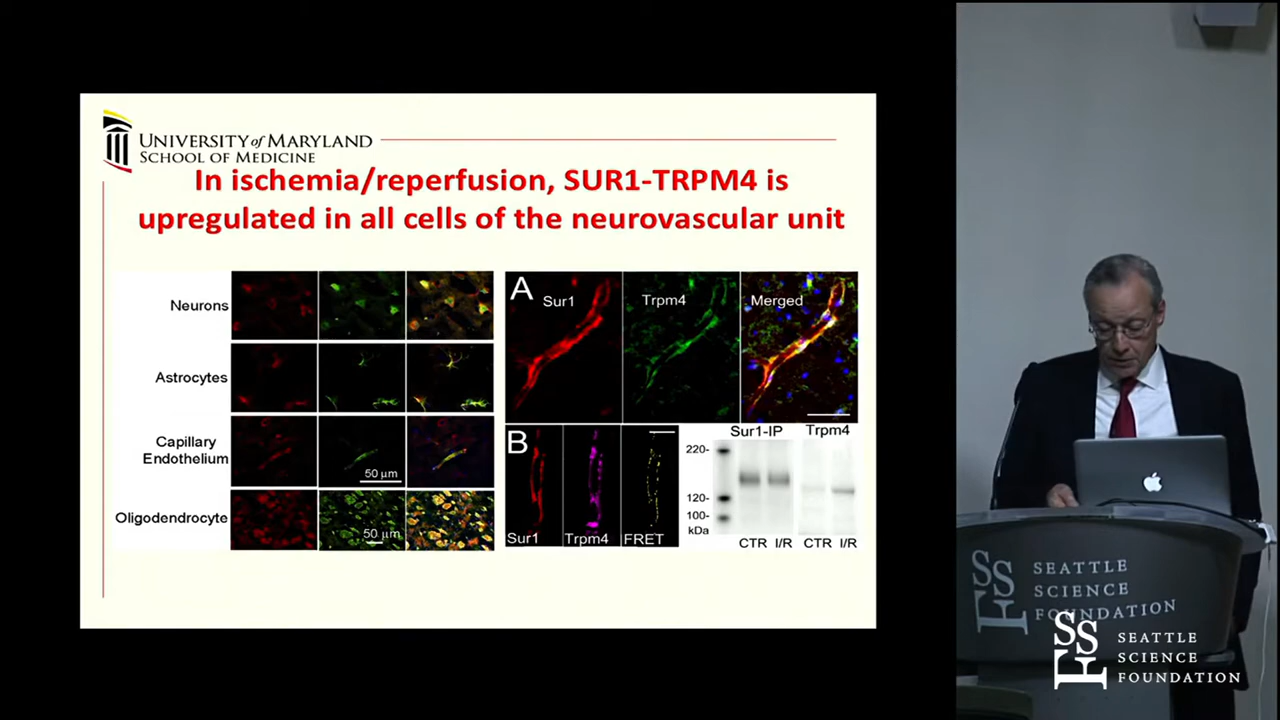 UNIVERSITY of MARYLAND
SCHOOL OF MEDICINE
In ischemia/reperfusion, SUR1-TRPM4 is
upregulated in all cells of the neurovascular unit
Neurons
Astrocytes
Capillary
Endothelium
50 µm
Oligodendrocyte
50 µm
A
Sur1
Trpm4
Merged
B
Sur1
Trpm4
FRET
Sur1-IP
Trpm4
220-
120-
100-
kDa
CTR I/R
CTR I/R
SSF
SEATTLE
SCIENCE
FOUNDATION
SSF
SEATTLE
SCIENCE
FOUNDATION